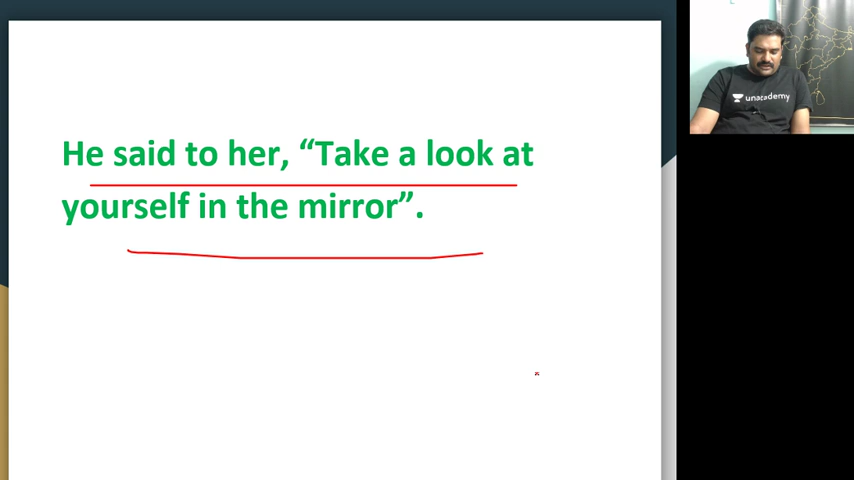 He said to her, “Take a look at
yourself in the mirror”.
unacademy